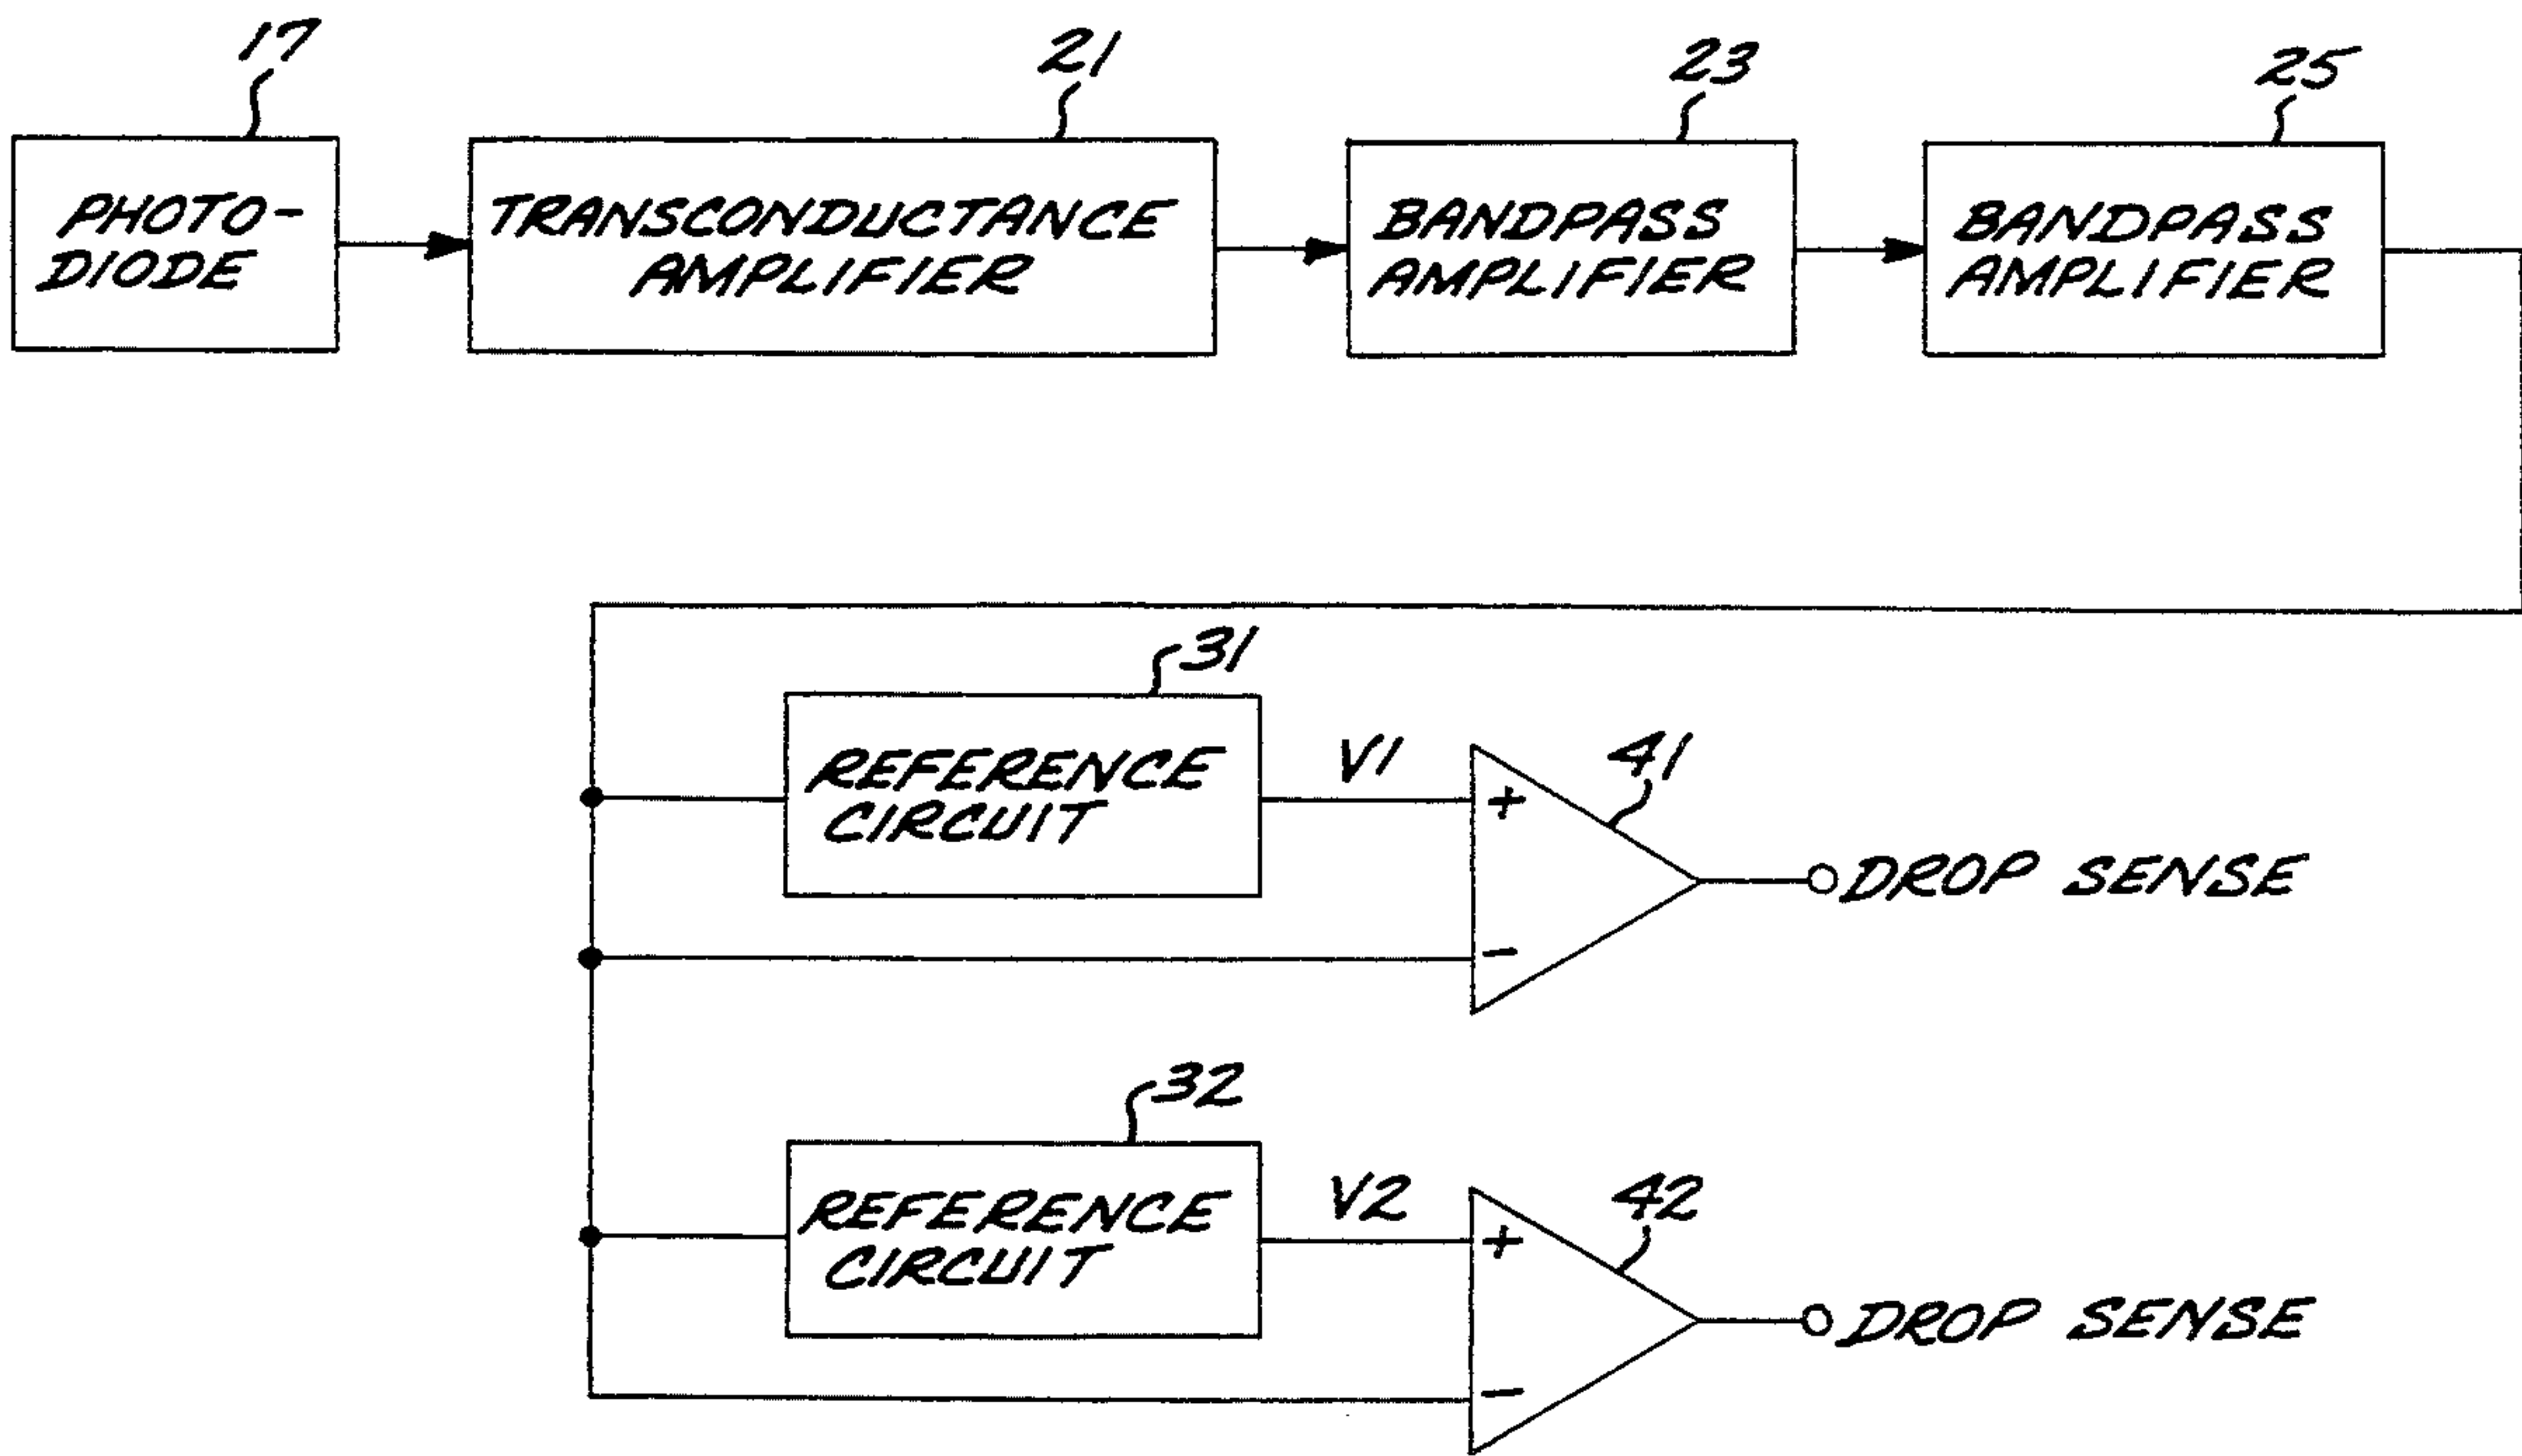 17
21
23
25
PHOTO-
DIODE
TRANSCONDUCTANCE
AMPLIFIER
BANDPASS
AMPLIFIER
BANDPASS
AMPLIFIER
31
REFERENCE
CIRCUIT
V1
+
-
41
DROP SENSE
32
REFERENCE
CIRCUIT
V2
+
-
42
DROP SENSE